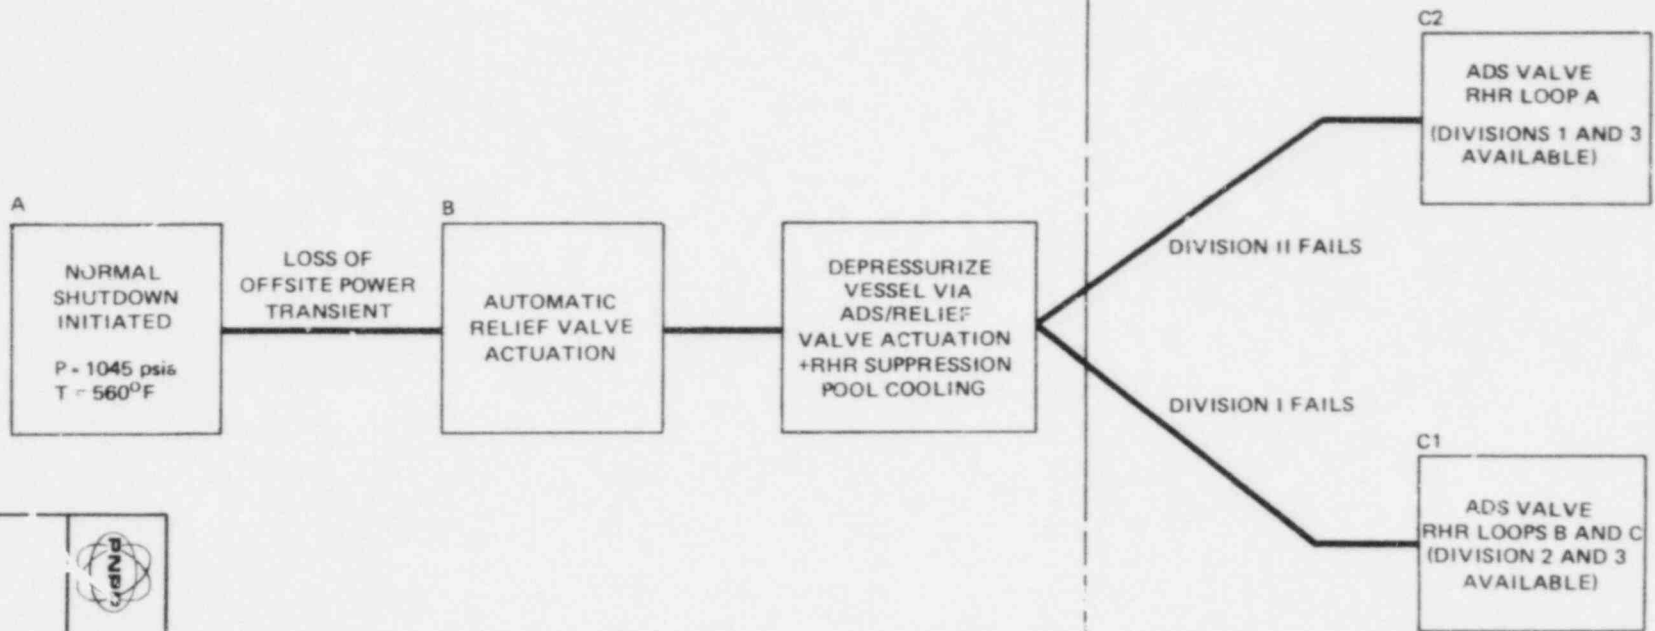 A
NORMAL
SHUTDOWN
INITIATED
P - 1045 psia
T = 560°F
LOSS OF
OFFSITE POWER
TRANSIENT
B
AUTOMATIC
RELIEF VALVE
ACTUATION
DEPRESSURIZE
VESSEL VIA
ADS/RELIEF
VALVE ACTUATION
+RHR SUPPRESSION
POOL COOLING
DIVISION II FAILS
DIVISION I FAILS
C2
ADS VALVE
RHR LOOP A
(DIVISIONS 1 AND 3
AVAILABLE)
C1
ADS VALVE
RHR LOOPS B AND C
(DIVISION 2 AND 3
AVAILABLE)